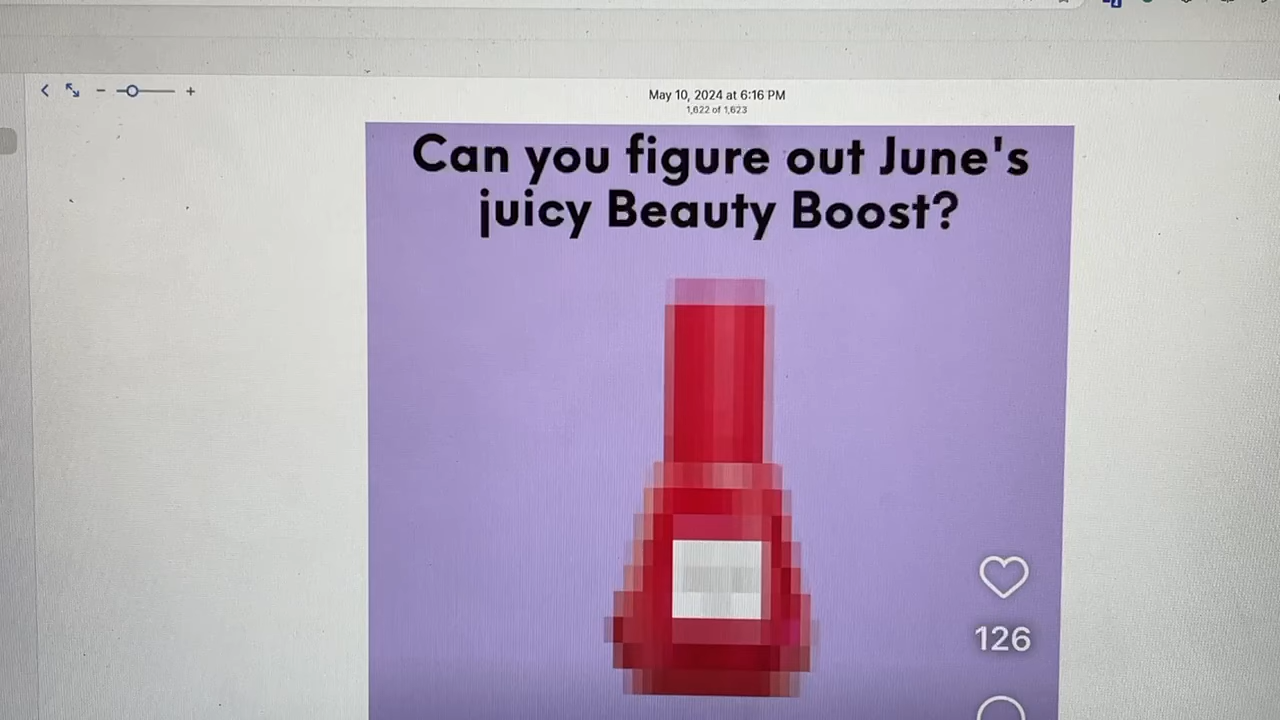 May 10, 2024 at 6:16 PM
1,622 of 1,623
Can you figure out June's
juicy Beauty Boost?
126